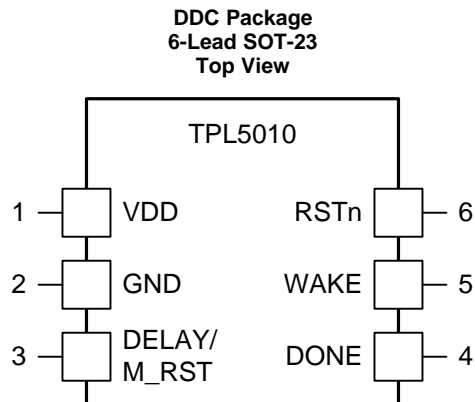 DDC Package
6-Lead SOT-23
Top View
TPL5010
1 VDD RSTn 6
2 GND WAKE 5
3 DELAY/
M_RST DONE 4